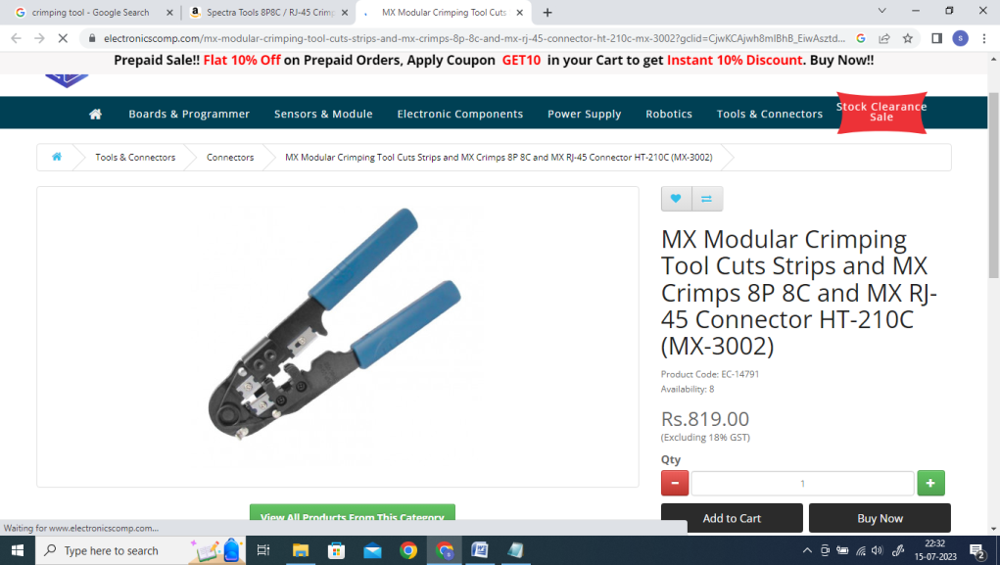 crimping tool - Google Search
Spectra Tools 8P8C / RJ-45 Crimp
MX Modular Crimping Tool Cuts
electronicscomp.com/mx-modular-crimping-tool-cuts-strips-and-mx-crimps-8p-8c-and-mx-rj-45-connector-ht-210c-mx-3002?gclid=CjwKCAjwh8mlBhB_EiwAsztd...
S
Prepaid Sale!! Flat 10% Off on Prepaid Orders, Apply Coupon GET10 in your Cart to get Instant 10% Discount. Buy Now!!
Boards & Programmer Sensors & Module Electronic Components Power Supply Robotics Tools & Connectors
Stock Clearance
Sale
Tools & Connectors Connectors MX Modular Crimping Tool Cuts Strips and MX Crimps 8P 8C and MX RJ-45 Connector HT-210C (MX-3002)
MX Modular Crimping
Tool Cuts Strips and MX
Crimps 8P 8C and MX RJ-
45 Connector HT-210C
(MX-3002)
Product Code: EC-14791
Availability: 8
Rs.819.00
(Excluding 18% GST)
Qty
- 1 +
Add to Cart Buy Now
View All Products From This Category
Waiting for www.electronicscomp.com...
Type here to search
22:32
15-07-2023
2